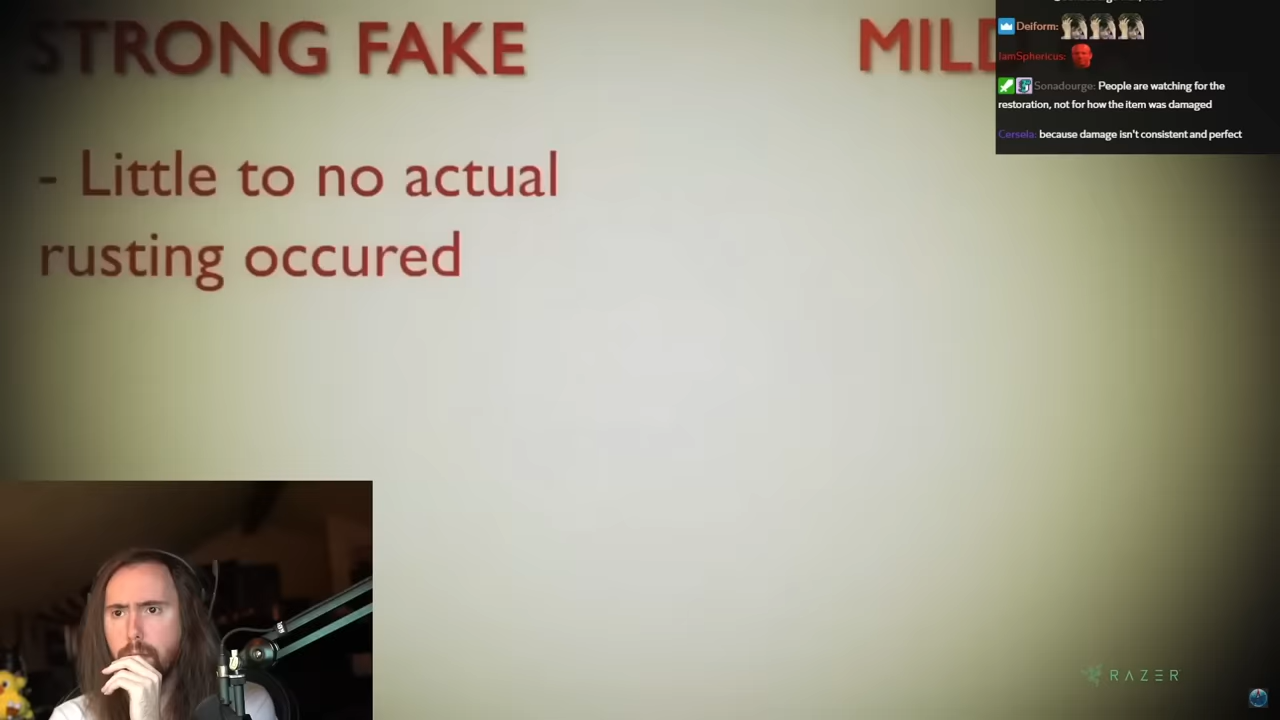 STRONG FAKE
MILD
- Little to no actual
rusting occured
Deiform:
IamSphericus:
Sonadourge: People are watching for the
restoration, not for how the item was damaged
Cersela: because damage isn't consistent and perfect
RAZER